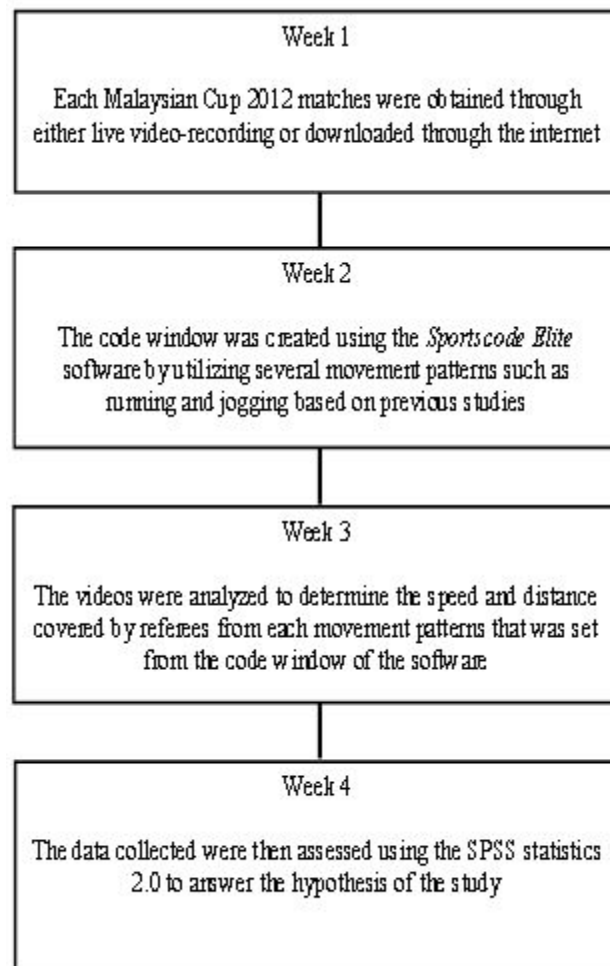 Week 1
Each Malaysian Cup 2012 matches were obtained through
either live video-recording or downloaded through the internet
Week 2
The code window was created using the Sportscode Elite
software by utilizing several movement patterns such as
running and jogging based on previous studies
Week 3
The videos were analyzed to determine the speed and distance
covered by referees from each movement patterns that was set
from the code window of the software
Week 4
The data collected were then assessed using the SPSS statistics
2.0 to answer the hypothesis of the study